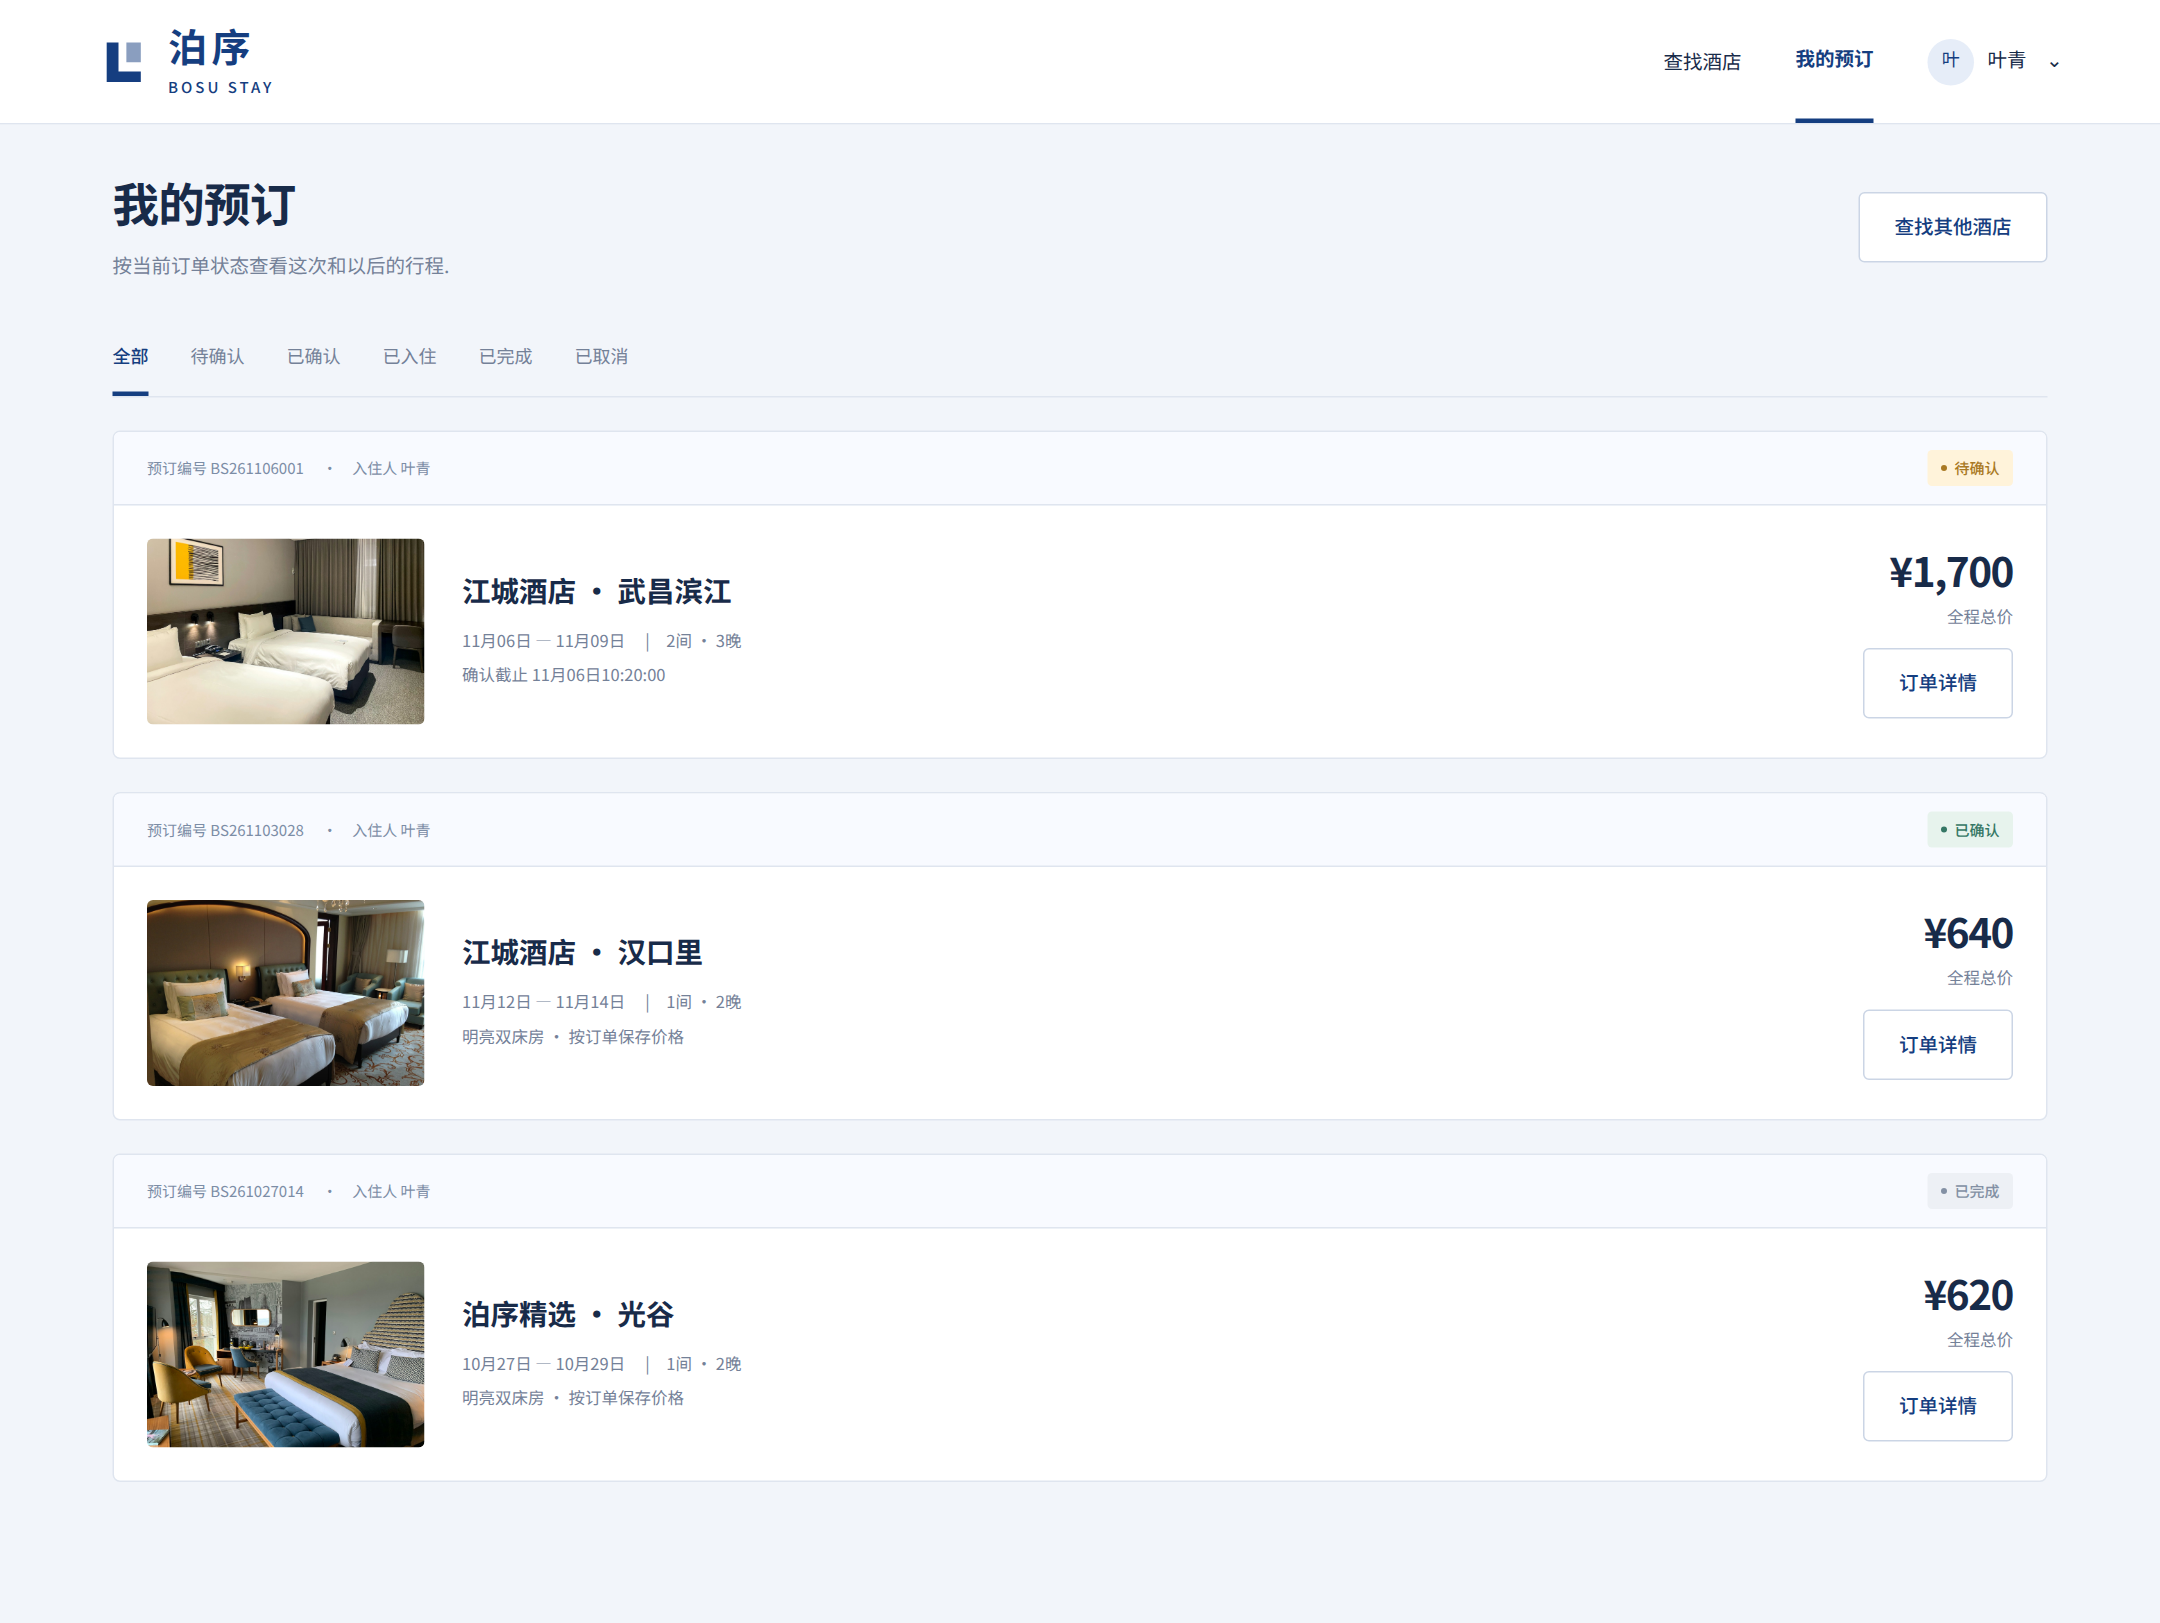 泊序
BOSU STAY
查找酒店
我的预订
叶
叶青
我的预订
按当前订单状态查看这次和以后的行程.
查找其他酒店
全部 待确认 已确认 已入住 已完成 已取消
预订编号 BS261106001 · 入住人 叶青
待确认
江城酒店 · 武昌滨江
11月06日 — 11月09日 | 2间 · 3晚
确认截止 11月06日10:20:00
¥1,700
全程总价
订单详情
预订编号 BS261103028 · 入住人 叶青
已确认
江城酒店 · 汉口里
11月12日 — 11月14日 | 1间 · 2晚
明亮双床房 · 按订单保存价格
¥640
全程总价
订单详情
预订编号 BS261027014 · 入住人 叶青
已完成
泊序精选 · 光谷
10月27日 — 10月29日 | 1间 · 2晚
明亮双床房 · 按订单保存价格
¥620
全程总价
订单详情